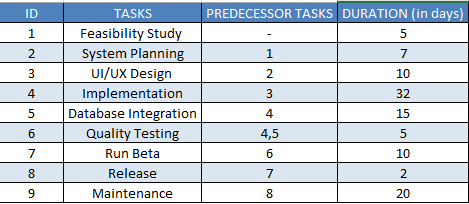 ID TASKS PREDECESSOR TASKS DURATION (in days)
1 Feasibility Study - 5
2 System Planning 1 7
3 UI/UX Design 2 10
4 Implementation 3 32
5 Database Integration 4 15
6 Quality Testing 4,5 5
7 Run Beta 6 10
8 Release 7 2
9 Maintenance 8 20